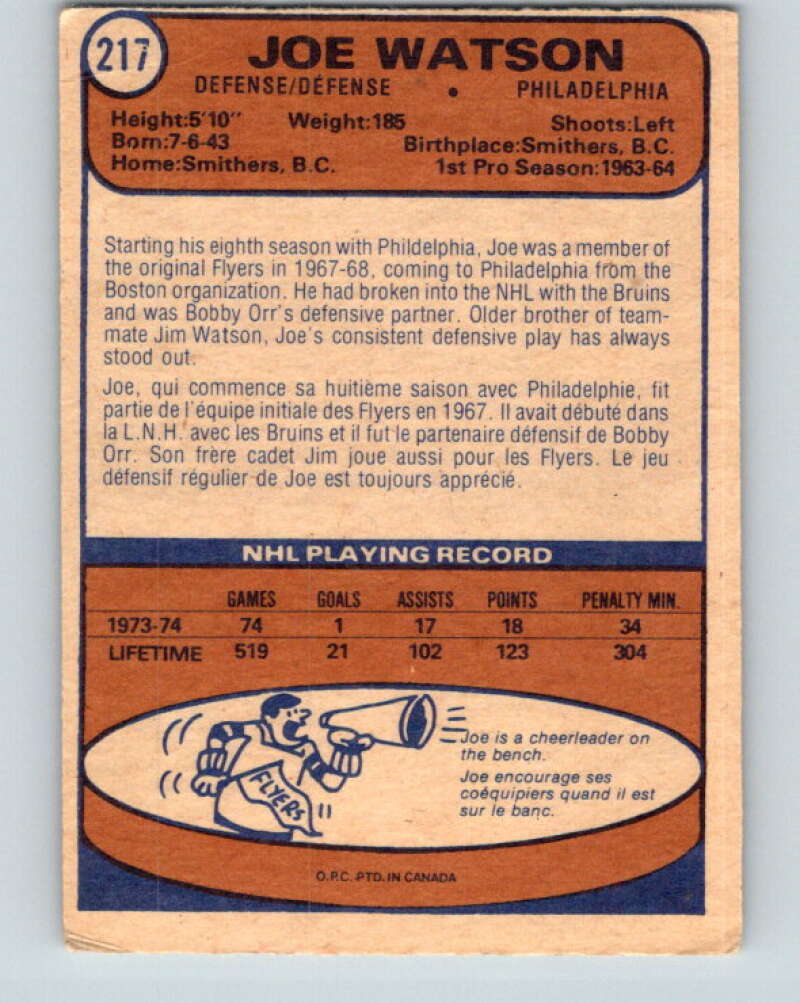 217
JOE WATSON
DEFENSE/DÉFENSE • PHILADELPHIA
Height:5'10" Weight:185 Shoots:Left
Born:7-6-43 Birthplace:Smithers, B.C.
Home:Smithers, B.C. 1st Pro Season:1963-64
Starting his eighth season with Phildelphia, Joe was a member of
the original Flyers in 1967-68, coming to Philadelphia from the
Boston organization. He had broken into the NHL with the Bruins
and was Bobby Orr's defensive partner. Older brother of team-
mate Jim Watson, Joe's consistent defensive play has always
stood out.
Joe, qui commence sa huitième saison avec Philadelphie, fit
partie de l'équipe initiale des Flyers en 1967. Il avait débuté dans
la L.N.H. avec les Bruins et il fut le partenaire défensif de Bobby
Orr. Son frère cadet Jim joue aussi pour les Flyers. Le jeu
défensif régulier de Joe est toujours apprécié.
NHL PLAYING RECORD
GAMES GOALS ASSISTS POINTS PENALTY MIN.
1973-74 74 1 17 18 34
LIFETIME 519 21 102 123 304
Joe is a cheerleader on
the bench.
Joe encourage ses
coéquipiers quand il est
sur le banc.
FLYERS
O.P.C. PTD. IN CANADA